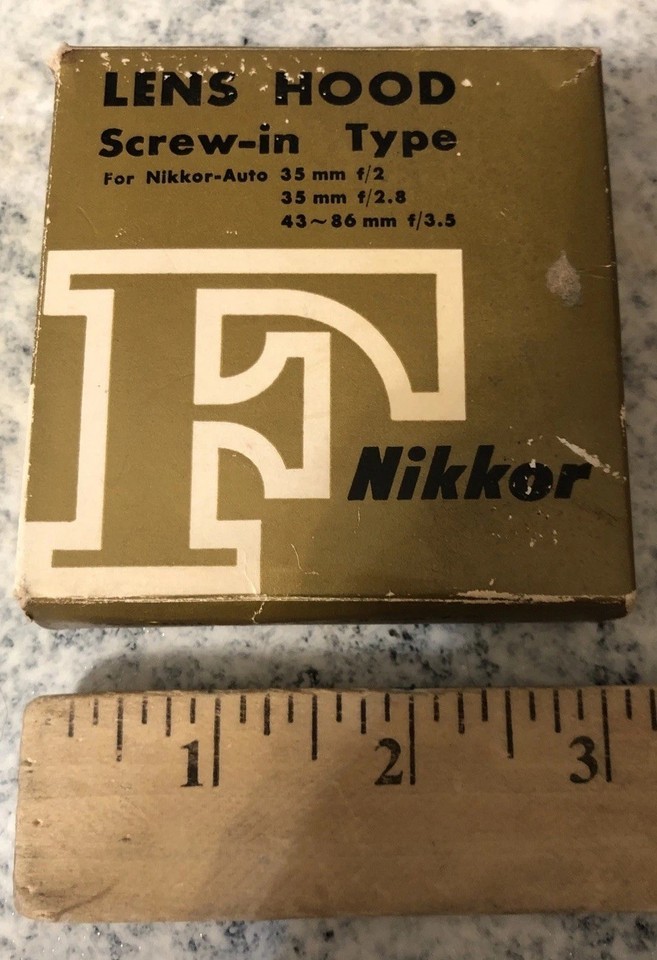 LENS HOOD
Screw-in Type
For Nikkor-Auto 35 mm f/2
35 mm f/2.8
43~86 mm f/3.5
F
Nikkor
1 2 3